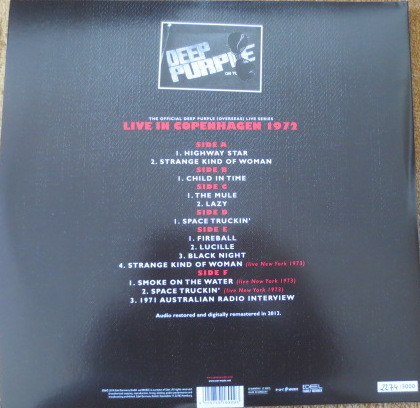 DEEP
PURPLE
THE OFFICIAL DEEP PURPLE (OVERSEAS) LIVE SERIES
LIVE IN COPENHAGEN 1972
SIDE A
1. HIGHWAY STAR
2. STRANGE KIND OF WOMAN
SIDE B
1. CHILD IN TIME
SIDE C
1. THE MULE
2. LAZY
SIDE D
1. SPACE TRUCKIN'
SIDE E
1. FIREBALL
2. LUCILLE
3. BLACK NIGHT
4. STRANGE KIND OF WOMAN (live New York 1973)
SIDE F
1. SMOKE ON THE WATER (live New York 1973)
2. SPACE TRUCKIN' (live New York 1973)
3. 1971 AUSTRALIAN RADIO INTERVIEW
Audio restored and digitally remastered in 2013.